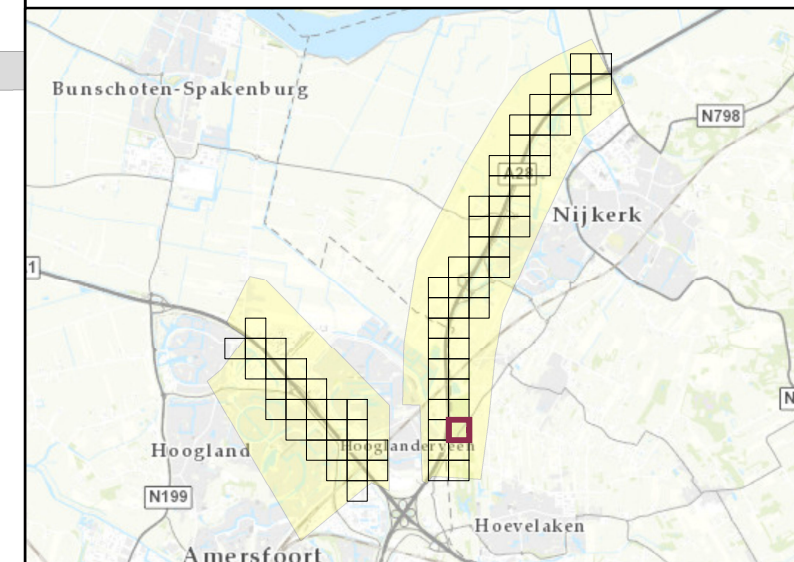 Bunschoten-Spakenburg
N798
A28
Nijkerk
1
N
Hooglanderveen
Hoogland
N199
Hoevelaken
Amersfoort